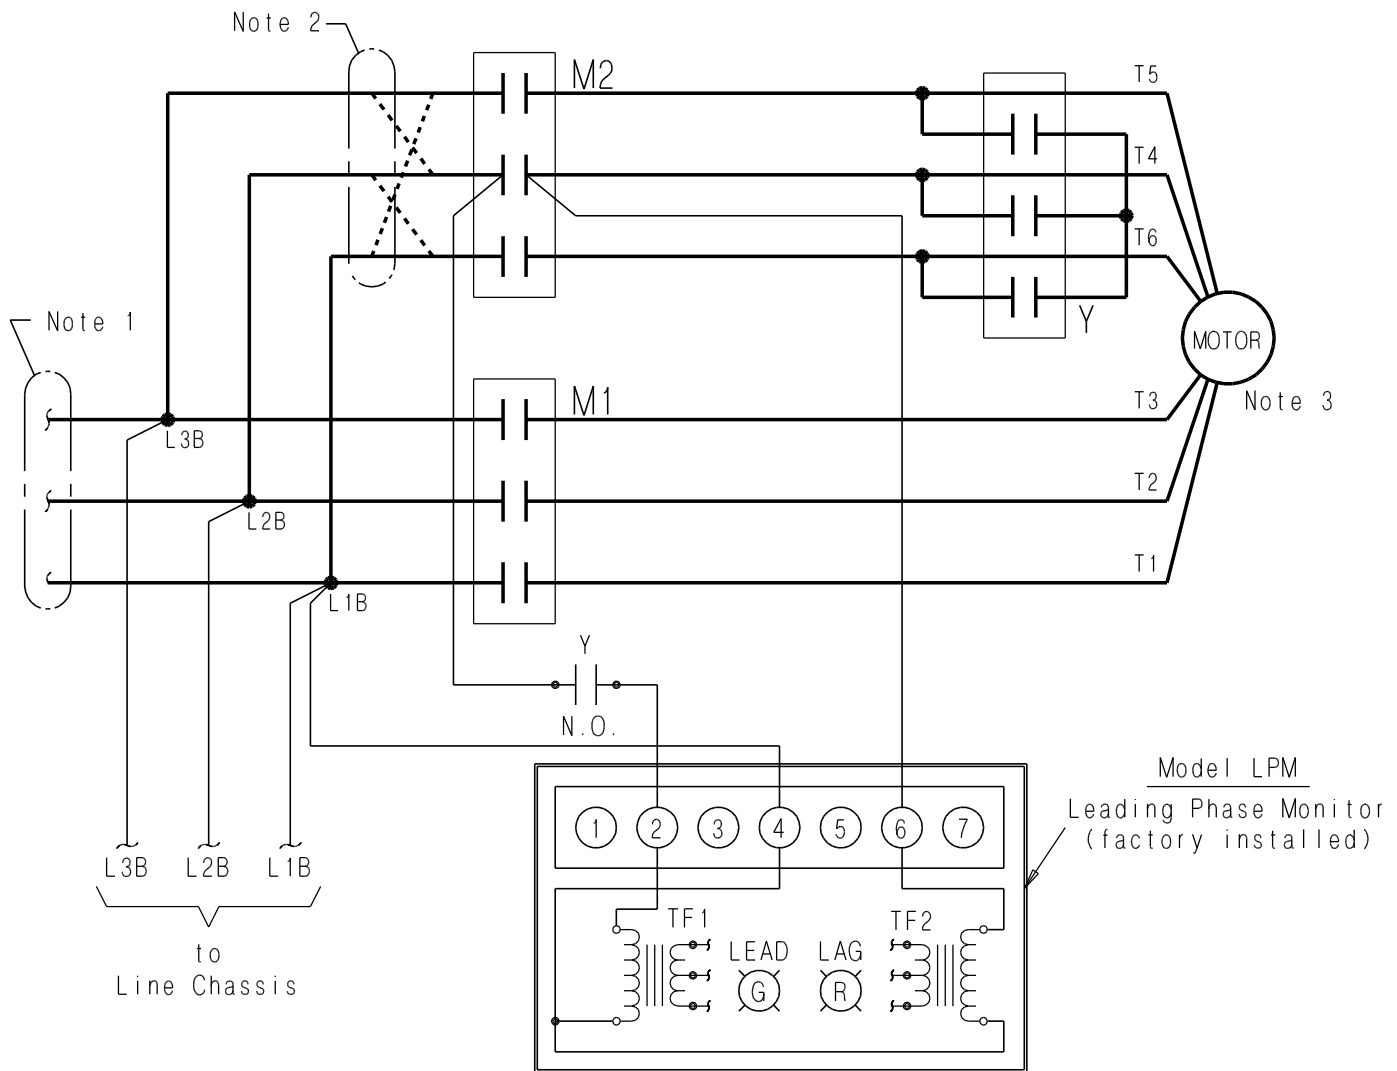 Note 2
M2
T5
T4
T6
Y
Note 1
MOTOR
M1
T3
Note 3
L3B
T2
L2B
T1
L1B
Y
N.O.
Model LPM
Leading Phase Monitor
(factory installed)
1 2 3 4 5 6 7
L3B L2B L1B
TF1 TF2
LEAD LAG
G R
to
Line Chassis